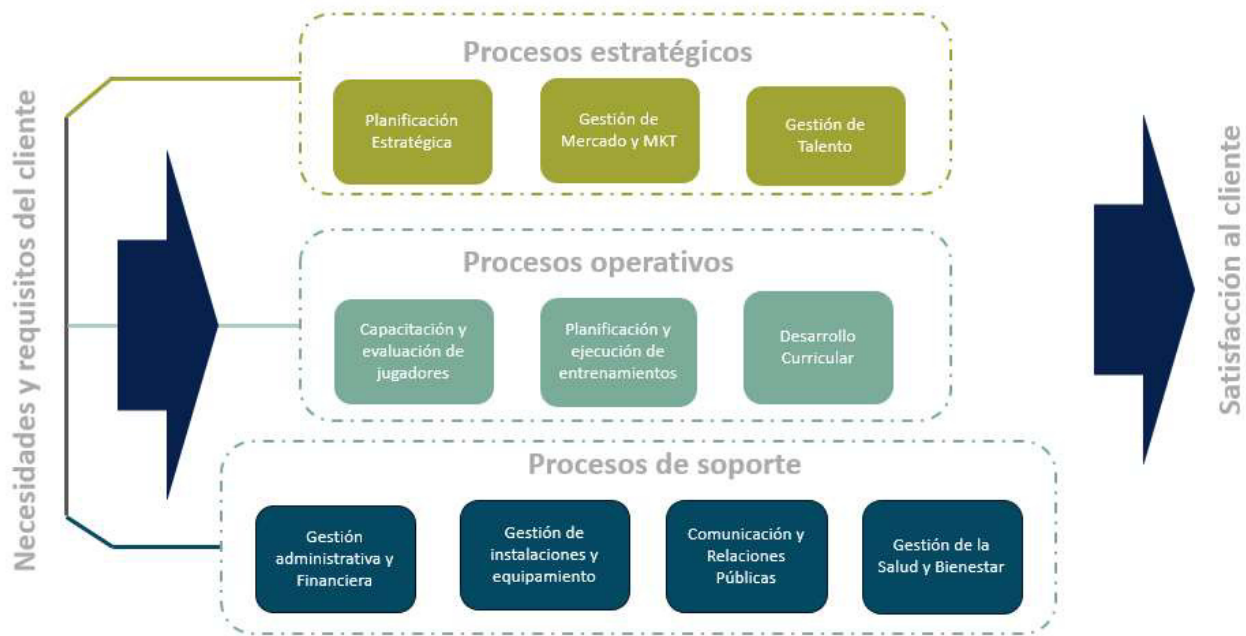 Necesidades y requisitos del cliente
Procesos estratégicos
Planificación
Estratégica
Gestión de
Mercado y MKT
Gestión de
Talento
Procesos operativos
Capacitación y
evaluación de
jugadores
Planificación y
ejecución de
entrenamientos
Desarrollo
Curricular
Procesos de soporte
Gestión
administrativa y
Financiera
Gestión de
instalaciones y
equipamiento
Comunicación y
Relaciones
Públicas
Gestión de la
Salud y Bienestar
Satisfacción al cliente